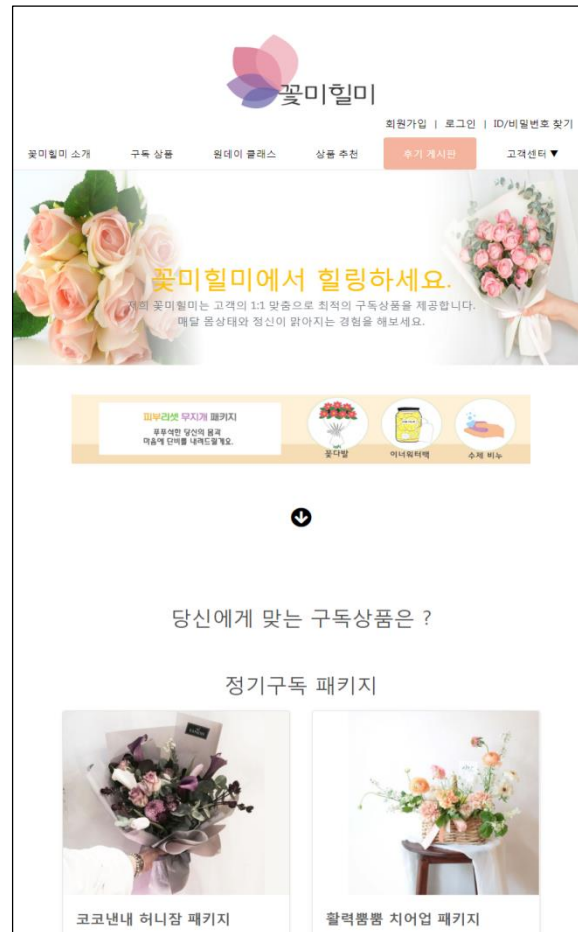 꽃미힐미
회원가입 | 로그인 | ID/비밀번호 찾기
꽃미힐미 소개 구독 상품 원데이 클래스 상품 추천 후기 게시판 고객센터 ▼
꽃미힐미에서 힐링하세요.
저희 꽃미힐미는 고객의 1:1 맞춤으로 최적의 구독상품을 제공합니다.
매달 몸상태와 정신이 맑아지는 경험을 해보세요.
피부리셋 무지개 패키지
푸푸석한 당신의 몸과
마음에 단비를 내려드릴게요.
꽃다발 이너워터팩 수제 비누
당신에게 맞는 구독상품은 ?
정기구독 패키지
코코낸내 허니잠 패키지 활력뿜뿜 치어업 패키지